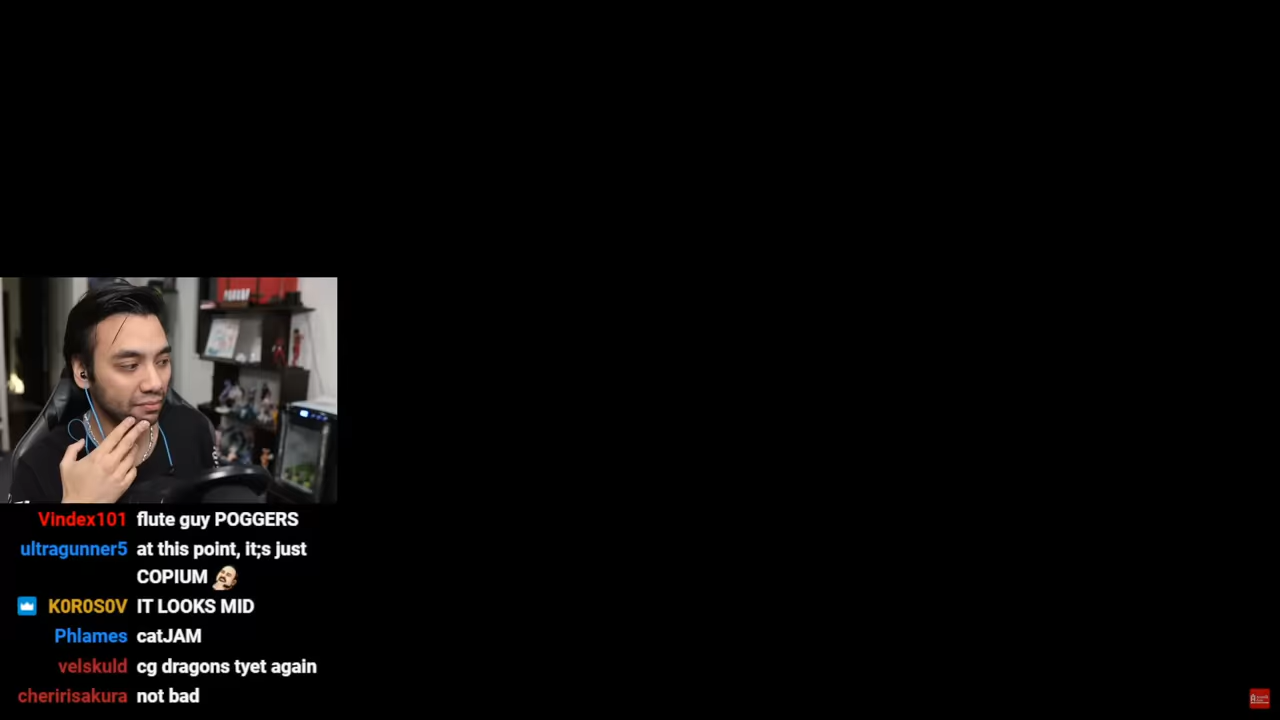 Vindex101 flute guy POGGERS
ultragunner5 at this point, it;s just
COPIUM
K0R0S0V IT LOOKS MID
Phlames catJAM
velskuld cg dragons tyet again
cheririsakura not bad